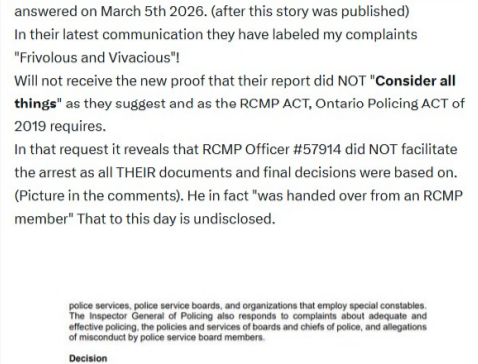 answered on March 5th 2026. (after this story was published)
In their latest communication they have labeled my complaints
"Frivolous and Vivacious"!
Will not receive the new proof that their report did NOT "Consider all
things" as they suggest and as the RCMP ACT, Ontario Policing ACT of
2019 requires.
In that request it reveals that RCMP Officer #57914 did NOT facilitate
the arrest as all THEIR documents and final decisions were based on.
(Picture in the comments). He in fact "was handed over from an RCMP
member" That to this day is undisclosed.
police services, police service boards, and organizations that employ special constables.
The Inspector General of Policing also responds to complaints about adequate and
effective policing, the policies and services of boards and chiefs of police, and allegations
of misconduct by police service board members.
Decision